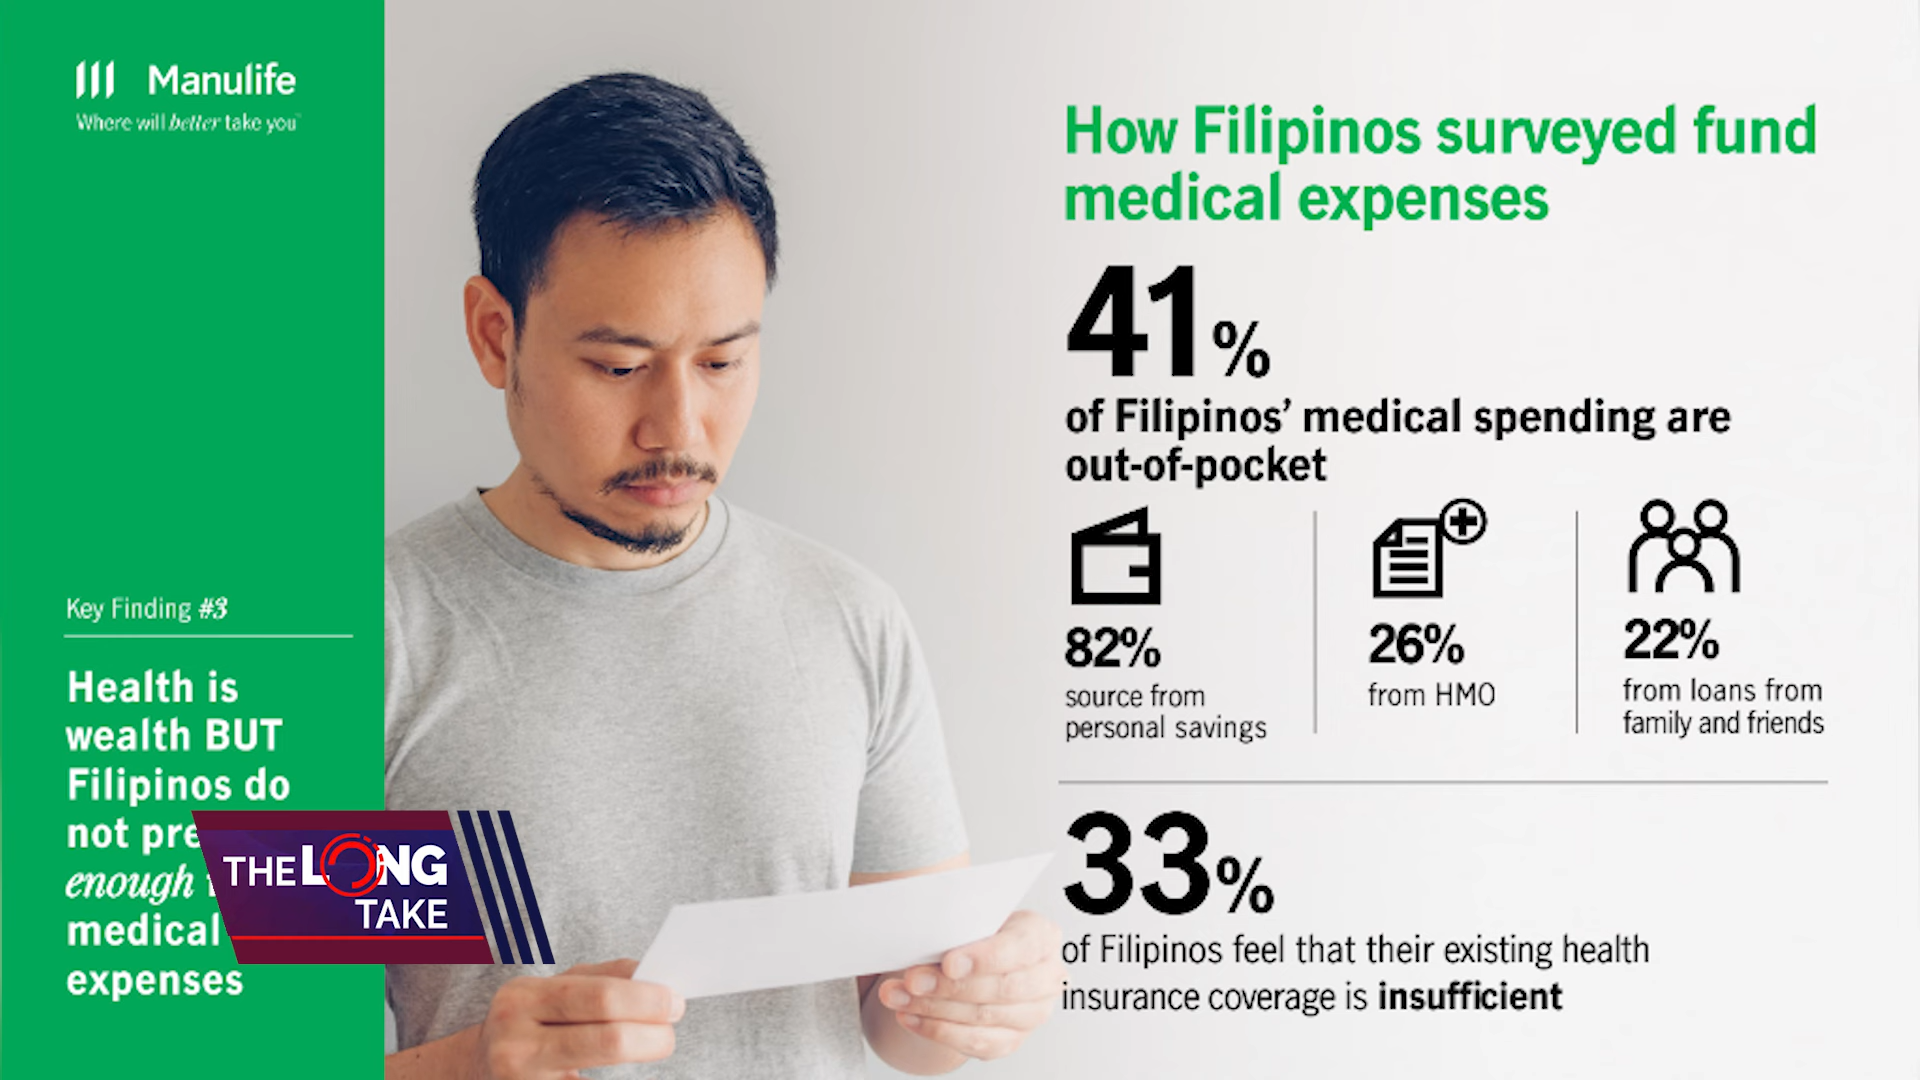 Manulife
Where will better take you
Key Finding #3
Health is
wealth BUT
Filipinos do
not pre
enough
medical
expenses
THE LONG
TAKE
How Filipinos surveyed fund
medical expenses
41%
of Filipinos’ medical spending are
out-of-pocket
82%
source from
personal savings
26%
from HMO
22%
from loans from
family and friends
33%
of Filipinos feel that their existing health
insurance coverage is insufficient